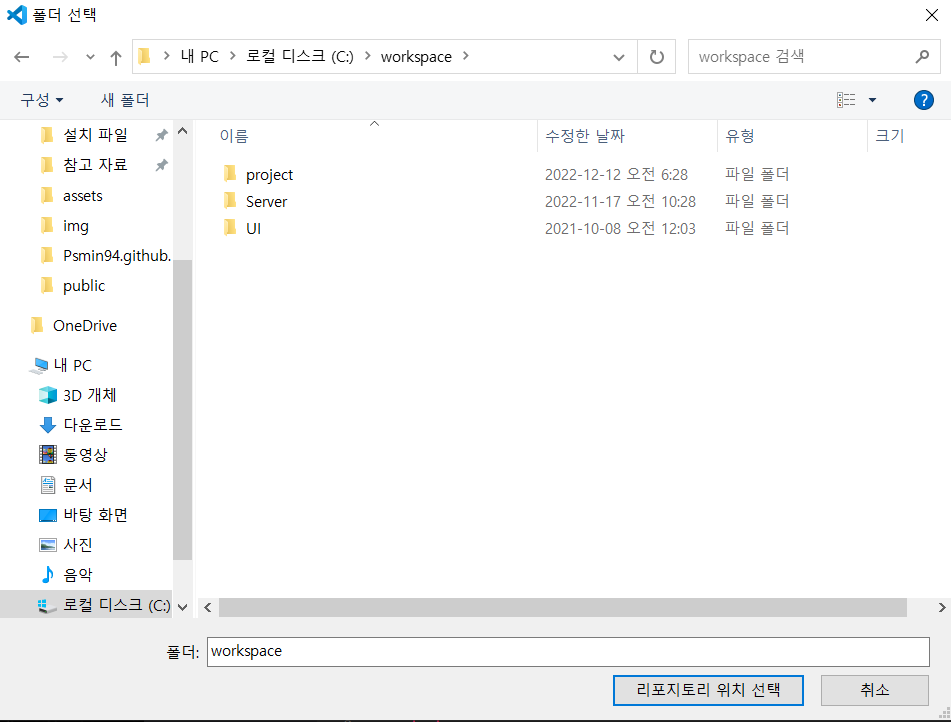 폴더 선택
내 PC 로컬 디스크 (C:) workspace
workspace 검색
구성 새 폴더
?
설치 파일
참고 자료
assets
img
Psmin94.github.
public
OneDrive
내 PC
3D 개체
다운로드
동영상
문서
바탕 화면
사진
음악
로컬 디스크 (C:)
이름 수정한 날짜 유형 크기
project 2022-12-12 오전 6:28 파일 폴더
Server 2022-11-17 오전 10:28 파일 폴더
UI 2021-10-08 오전 12:03 파일 폴더
폴더: workspace
리포지토리 위치 선택 취소